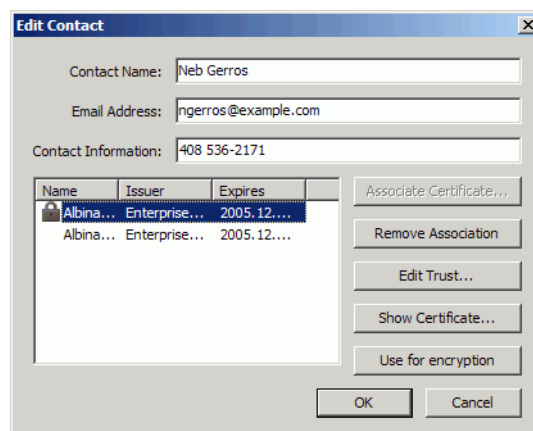 Edit Contact
Contact Name: Neb Gerros
Email Address: ngerros@example.com
Contact Information: 408 536-2171
Name Issuer Expires
Albina... Enterprise... 2005.12....
Albina... Enterprise... 2005.12....
Associate Certificate...
Remove Association
Edit Trust...
Show Certificate...
Use for encryption
OK Cancel